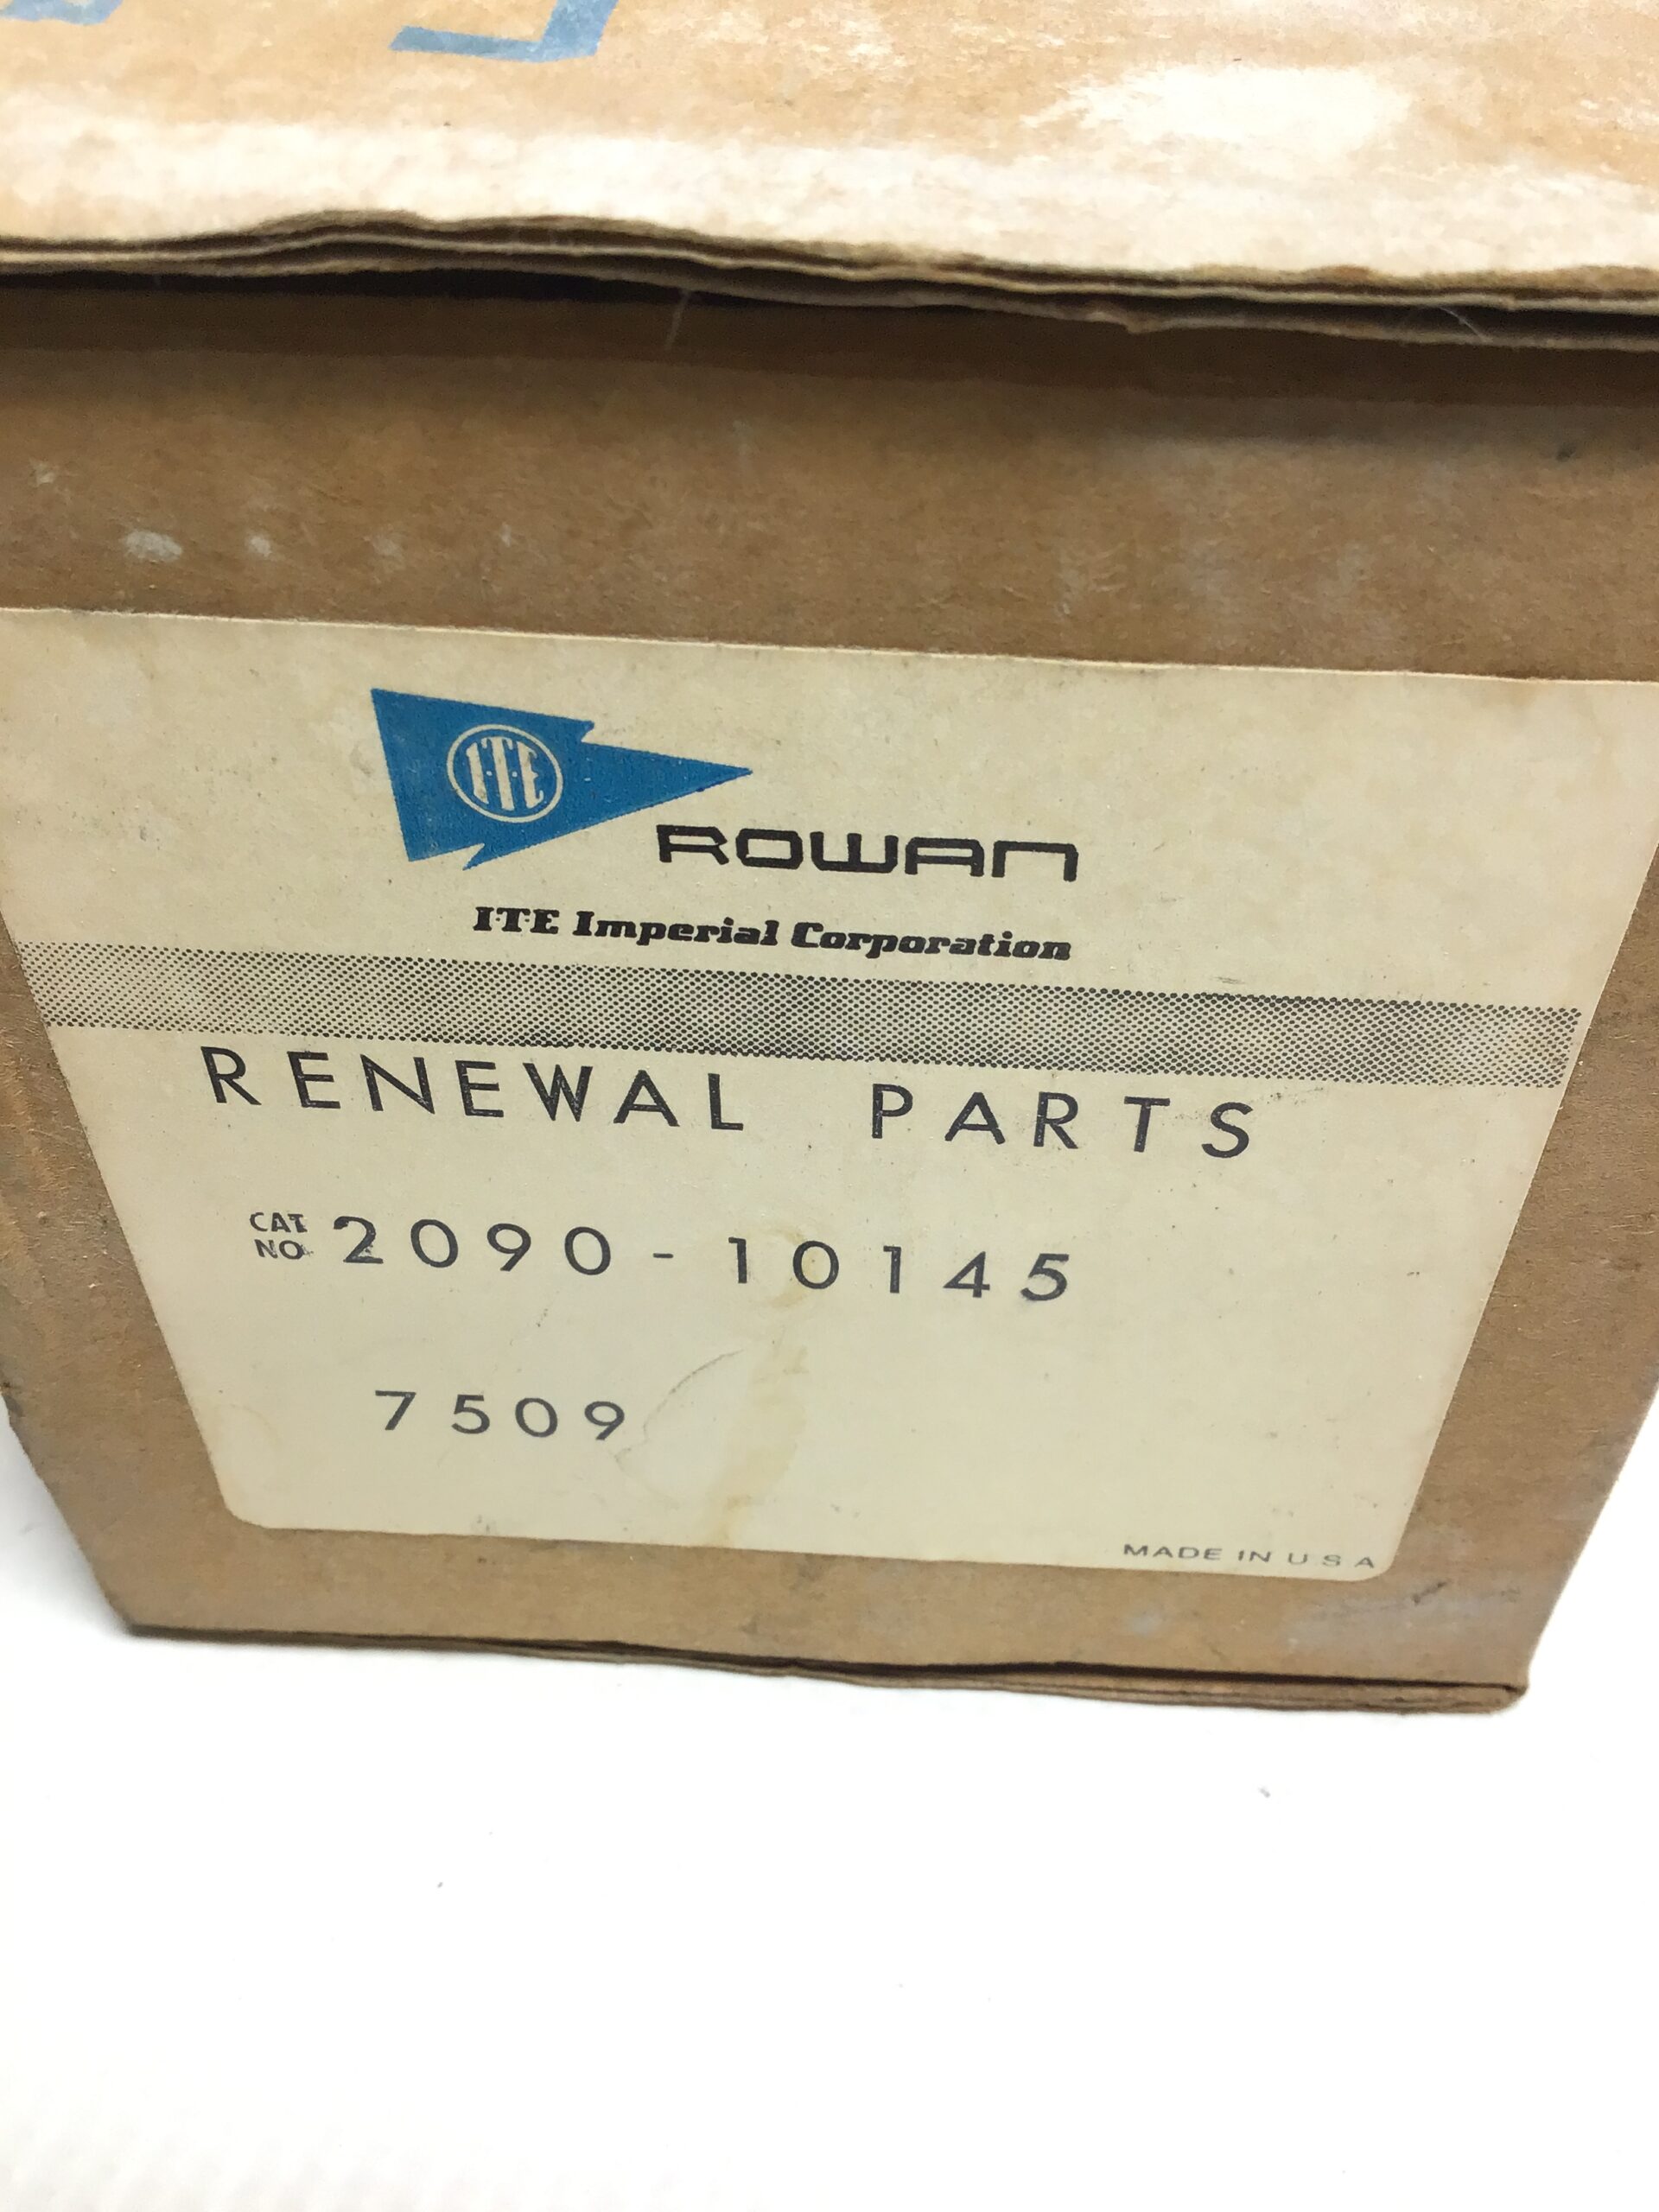 I·T·E
ROWAN
I·T·E Imperial Corporation
RENEWAL PARTS
CAT NO 2090-10145
7509
MADE IN U S A